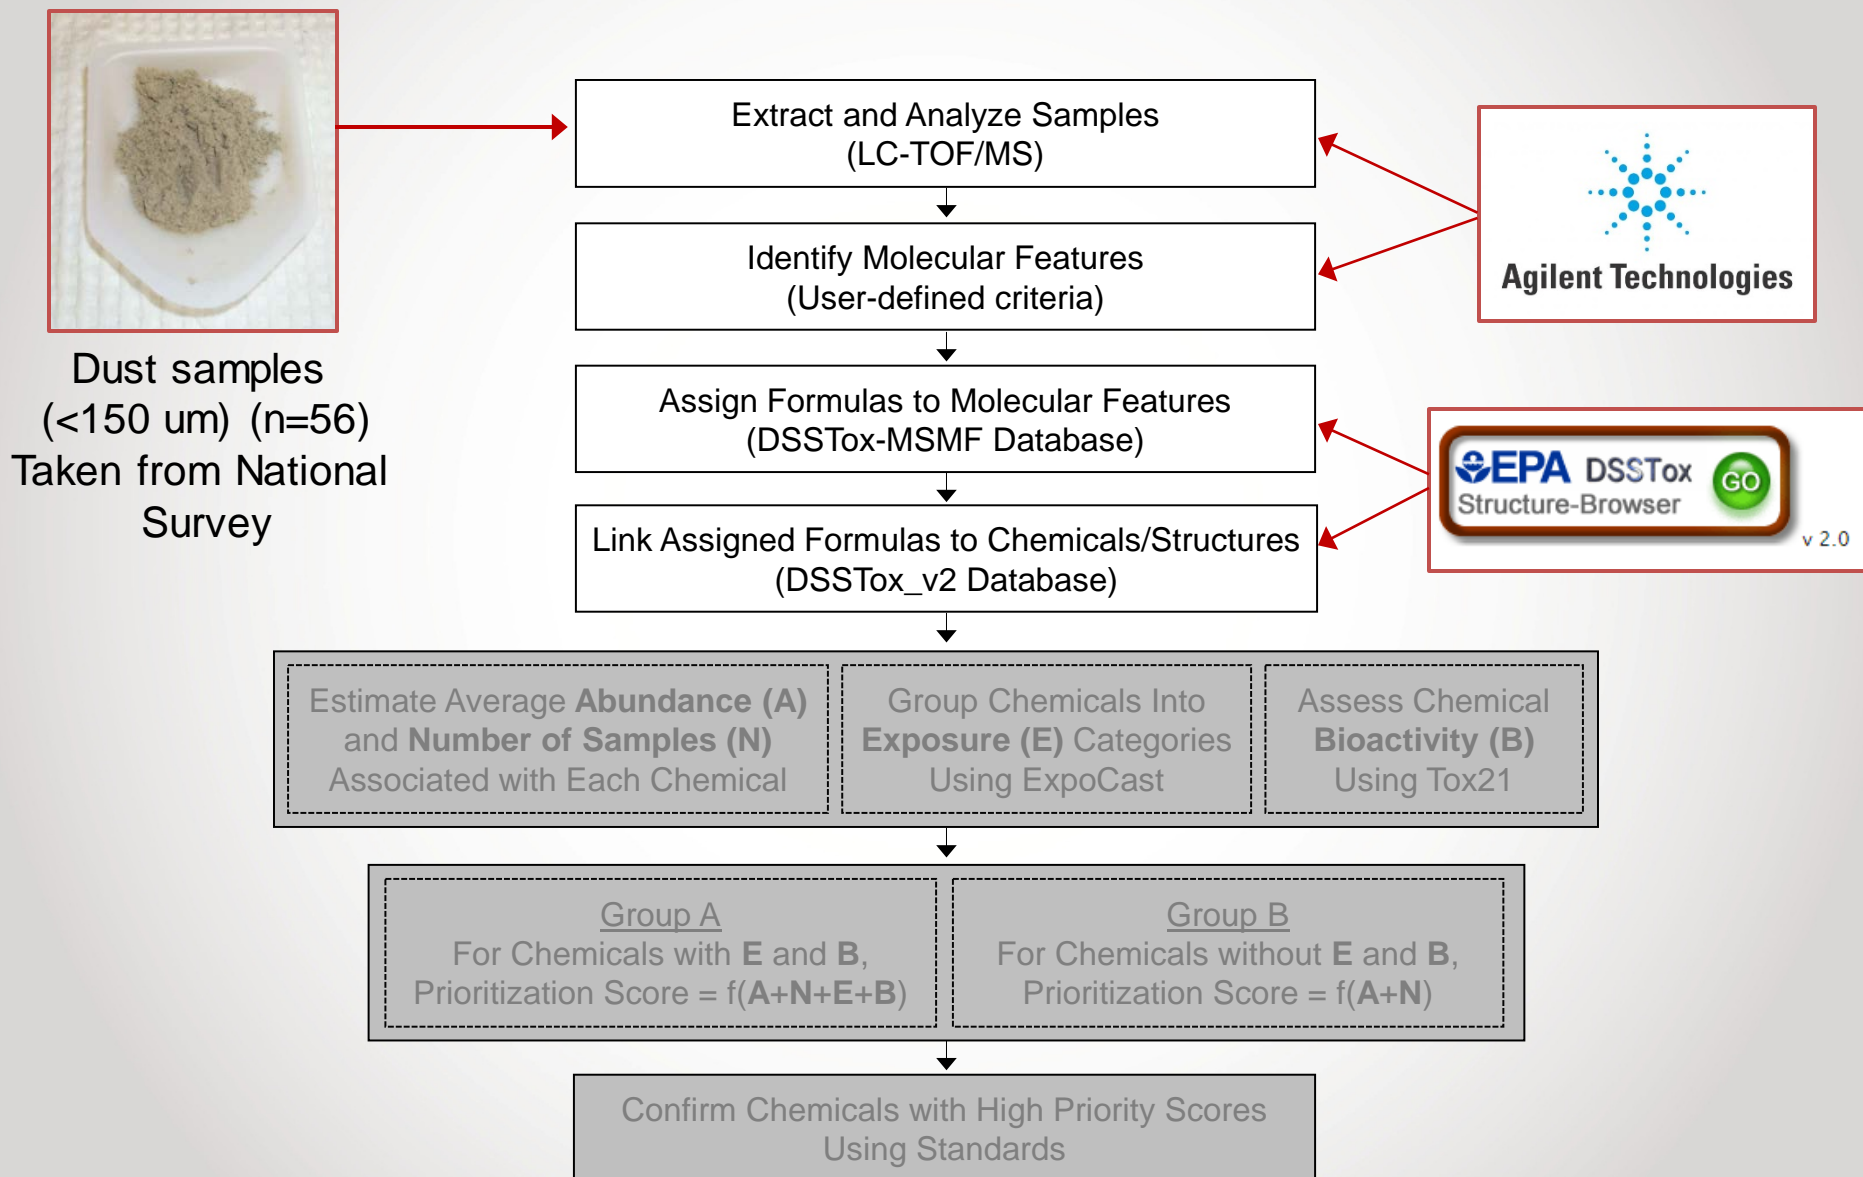 Dust samples
(<150 um) (n=56)
Taken from National
Survey
Extract and Analyze Samples
(LC-TOF/MS)
Identify Molecular Features
(User-defined criteria)
Assign Formulas to Molecular Features
(DSSTox-MSMF Database)
Link Assigned Formulas to Chemicals/Structures
(DSSTox_v2 Database)
Agilent Technologies
EPA DSSTox
Structure-Browser
GO
v 2.0
Estimate Average Abundance (A)
and Number of Samples (N)
Associated with Each Chemical
Group Chemicals Into
Exposure (E) Categories
Using ExpoCast
Assess Chemical
Bioactivity (B)
Using Tox21
Group A
For Chemicals with E and B,
Prioritization Score = f(A+N+E+B)
Group B
For Chemicals without E and B,
Prioritization Score = f(A+N)
Confirm Chemicals with High Priority Scores
Using Standards